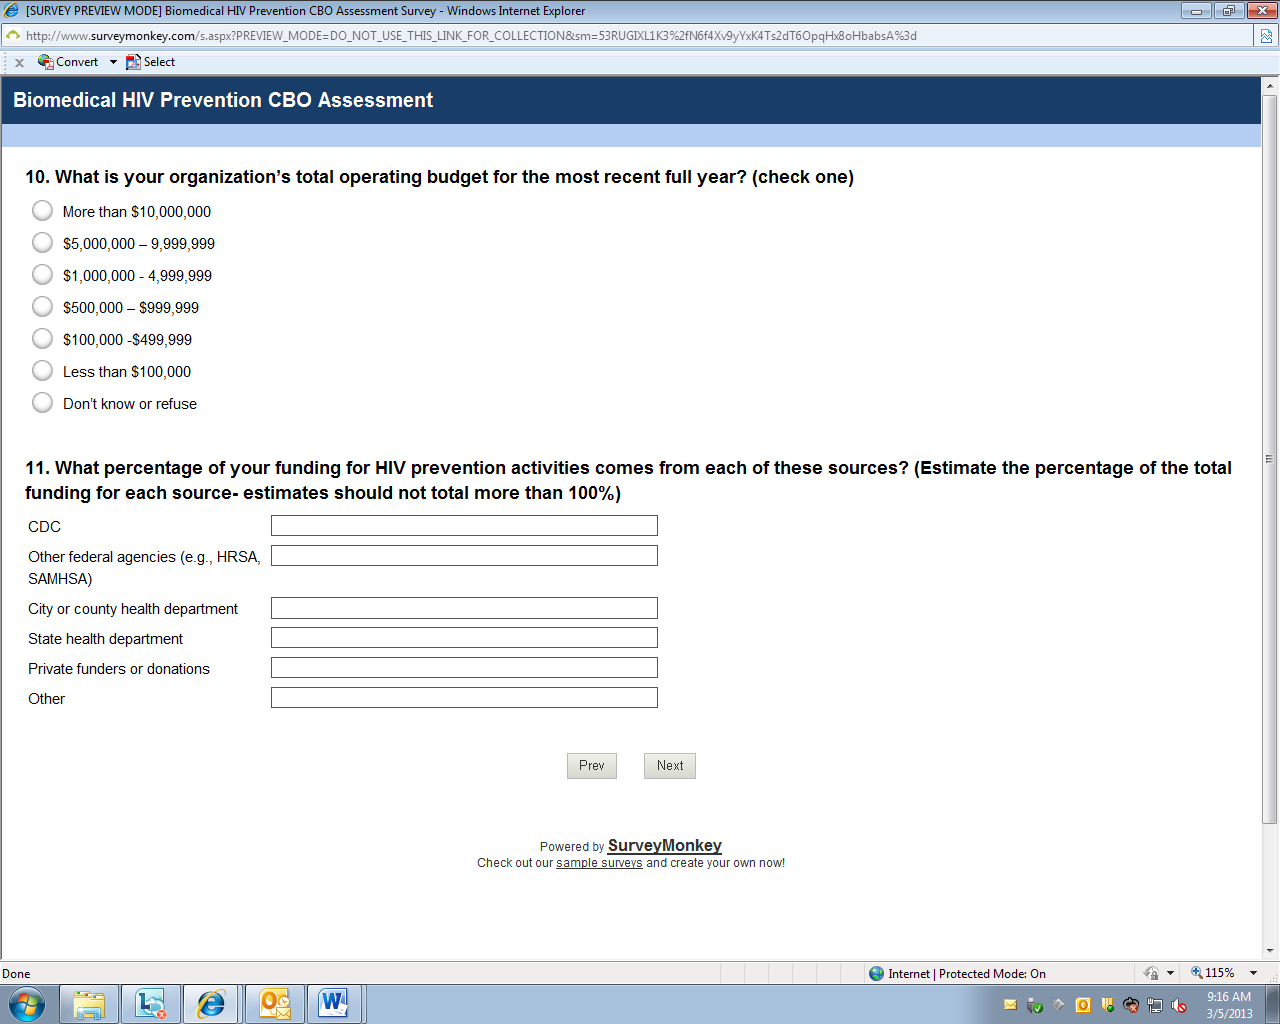 [SURVEY PREVIEW MODE] Biomedical HIV Prevention CBO Assessment Survey - Windows Internet Explorer
http://www.surveymonkey.com/s.aspx?PREVIEW_MODE=DO_NOT_USE_THIS_LINK_FOR_COLLECTION&sm=53RUGIXL1K3%2fN6f4Xv9yYxK4Ts2dT6OpqHx8oHbabsA%3d
x Convert Select
Biomedical HIV Prevention CBO Assessment
10. What is your organization’s total operating budget for the most recent full year? (check one)
More than $10,000,000
$5,000,000 – 9,999,999
$1,000,000 - 4,999,999
$500,000 – $999,999
$100,000 -$499,999
Less than $100,000
Don’t know or refuse
11. What percentage of your funding for HIV prevention activities comes from each of these sources? (Estimate the percentage of the total
funding for each source- estimates should not total more than 100%)
CDC
Other federal agencies (e.g., HRSA,
SAMHSA)
City or county health department
State health department
Private funders or donations
Other
Prev Next
Powered by SurveyMonkey
Check out our sample surveys and create your own now!
Done Internet | Protected Mode: On 115%
9:16 AM
3/5/2013